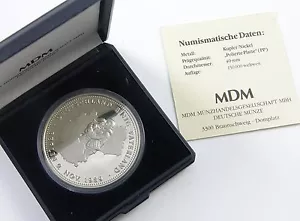 Numismatische Daten:
Metall: Kupfer/Nickel
Prägequalität: "Polierte Platte" (PP)
Durchmesser: 40 mm
Auflage:
MDM
MDM MÜNZHANDELSGESELLSCHAFT MBH
DEUTSCHE MÜNZE
3300 Braunschweig - Domplatz
MDM
VATERLAND